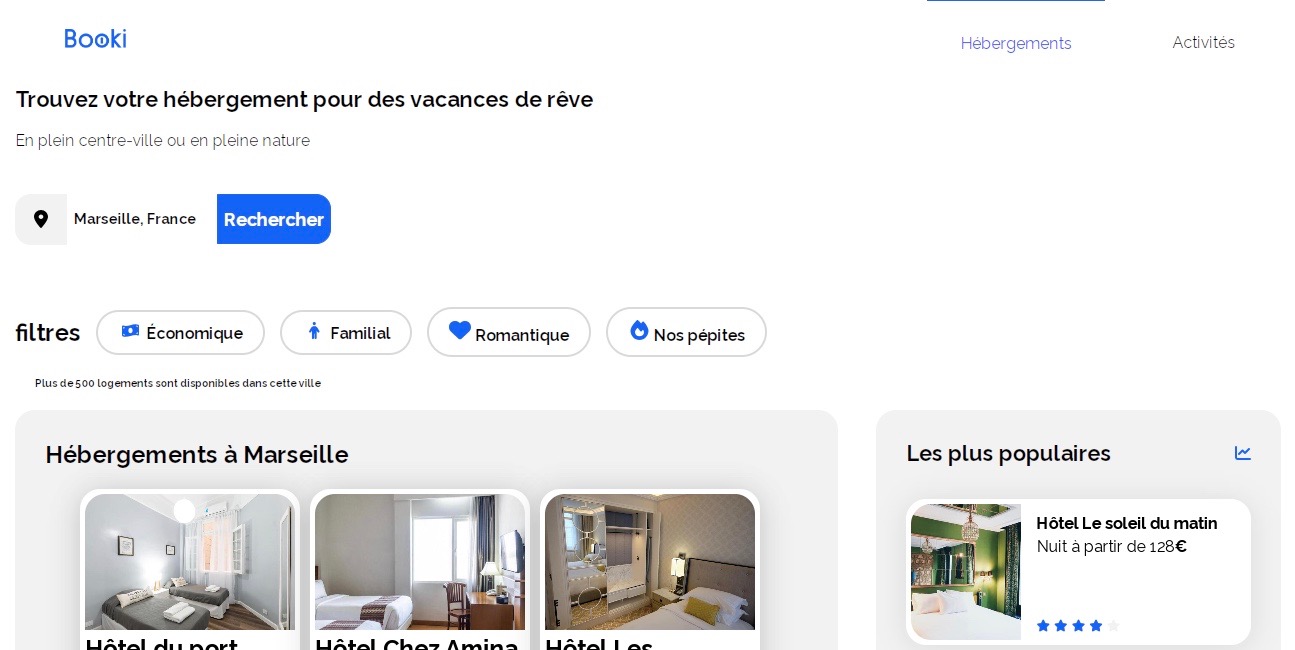 Booki
Hébergements
Activités
Trouvez votre hébergement pour des vacances de rêve
En plein centre-ville ou en pleine nature
Marseille, France
Rechercher
filtres
Économique
Familial
Romantique
Nos pépites
Plus de 500 logements sont disponibles dans cette ville
Hébergements à Marseille
Hôtel du port
Hôtel Chez Amina
Hôtel Les
Les plus populaires
Hôtel Le soleil du matin
Nuit à partir de 128€